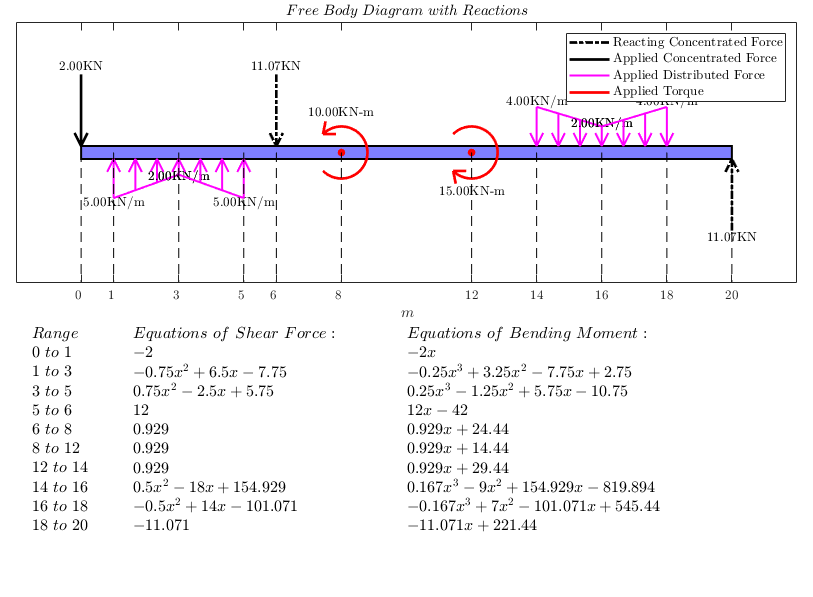 Free Body Diagram with Reactions
Reacting Concentrated Force
Applied Concentrated Force
Applied Distributed Force
Applied Torque
2.00KN
11.07KN
10.00KN-m
4.00KN/m
4.00KN/m
2.00KN/m
2.00KN/m
5.00KN/m
5.00KN/m
15.00KN-m
11.07KN
0 1 3 5 6 8 12 14 16 18 20
m
Range Equations of Shear Force : Equations of Bending Moment :
0 to 1 −2 −2x
1 to 3 −0.75x² + 6.5x − 7.75 −0.25x³ + 3.25x² − 7.75x + 2.75
3 to 5 0.75x² − 2.5x + 5.75 0.25x³ − 1.25x² + 5.75x − 10.75
5 to 6 12 12x − 42
6 to 8 0.929 0.929x + 24.44
8 to 12 0.929 0.929x + 14.44
12 to 14 0.929 0.929x + 29.44
14 to 16 0.5x² − 18x + 154.929 0.167x³ − 9x² + 154.929x − 819.894
16 to 18 −0.5x² + 14x − 101.071 −0.167x³ + 7x² − 101.071x + 545.44
18 to 20 −11.071 −11.071x + 221.44